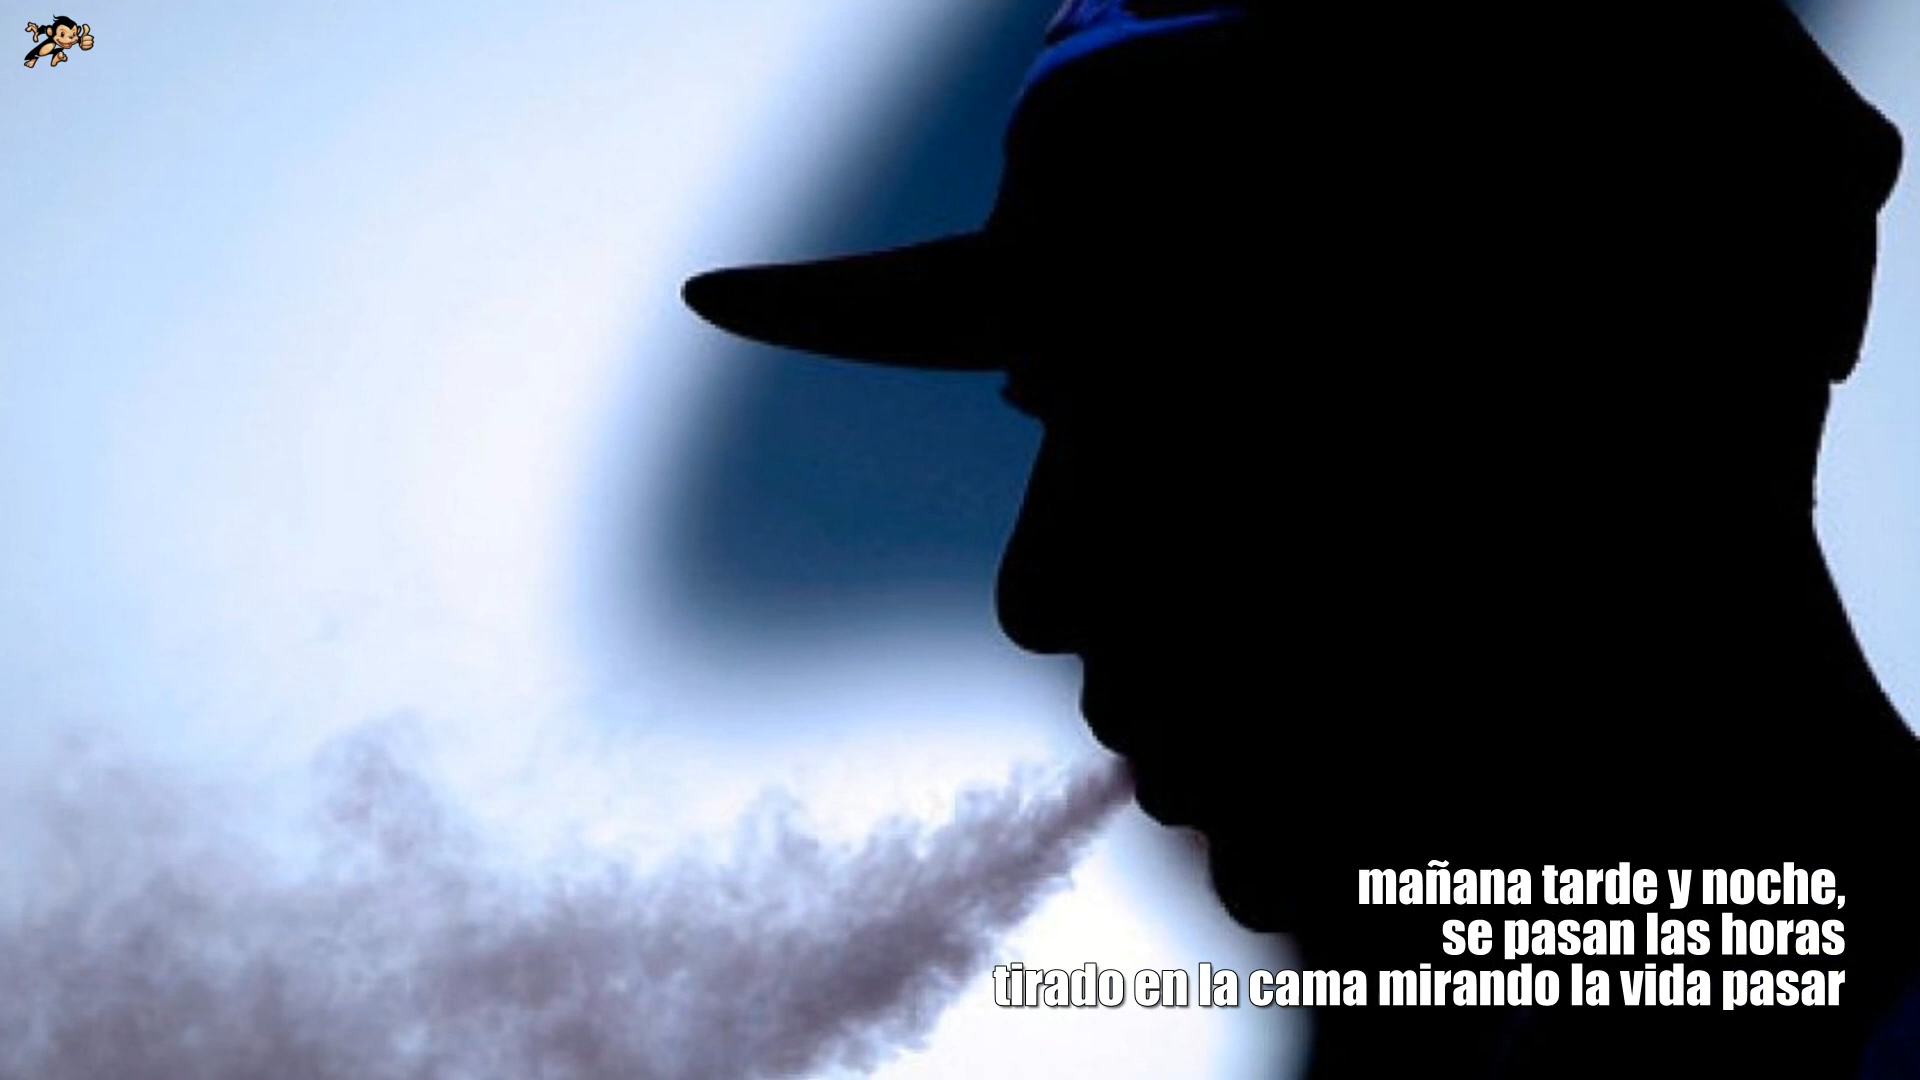 mañana tarde y noche,
se pasan las horas
tirado en la cama mirando la vida pasar